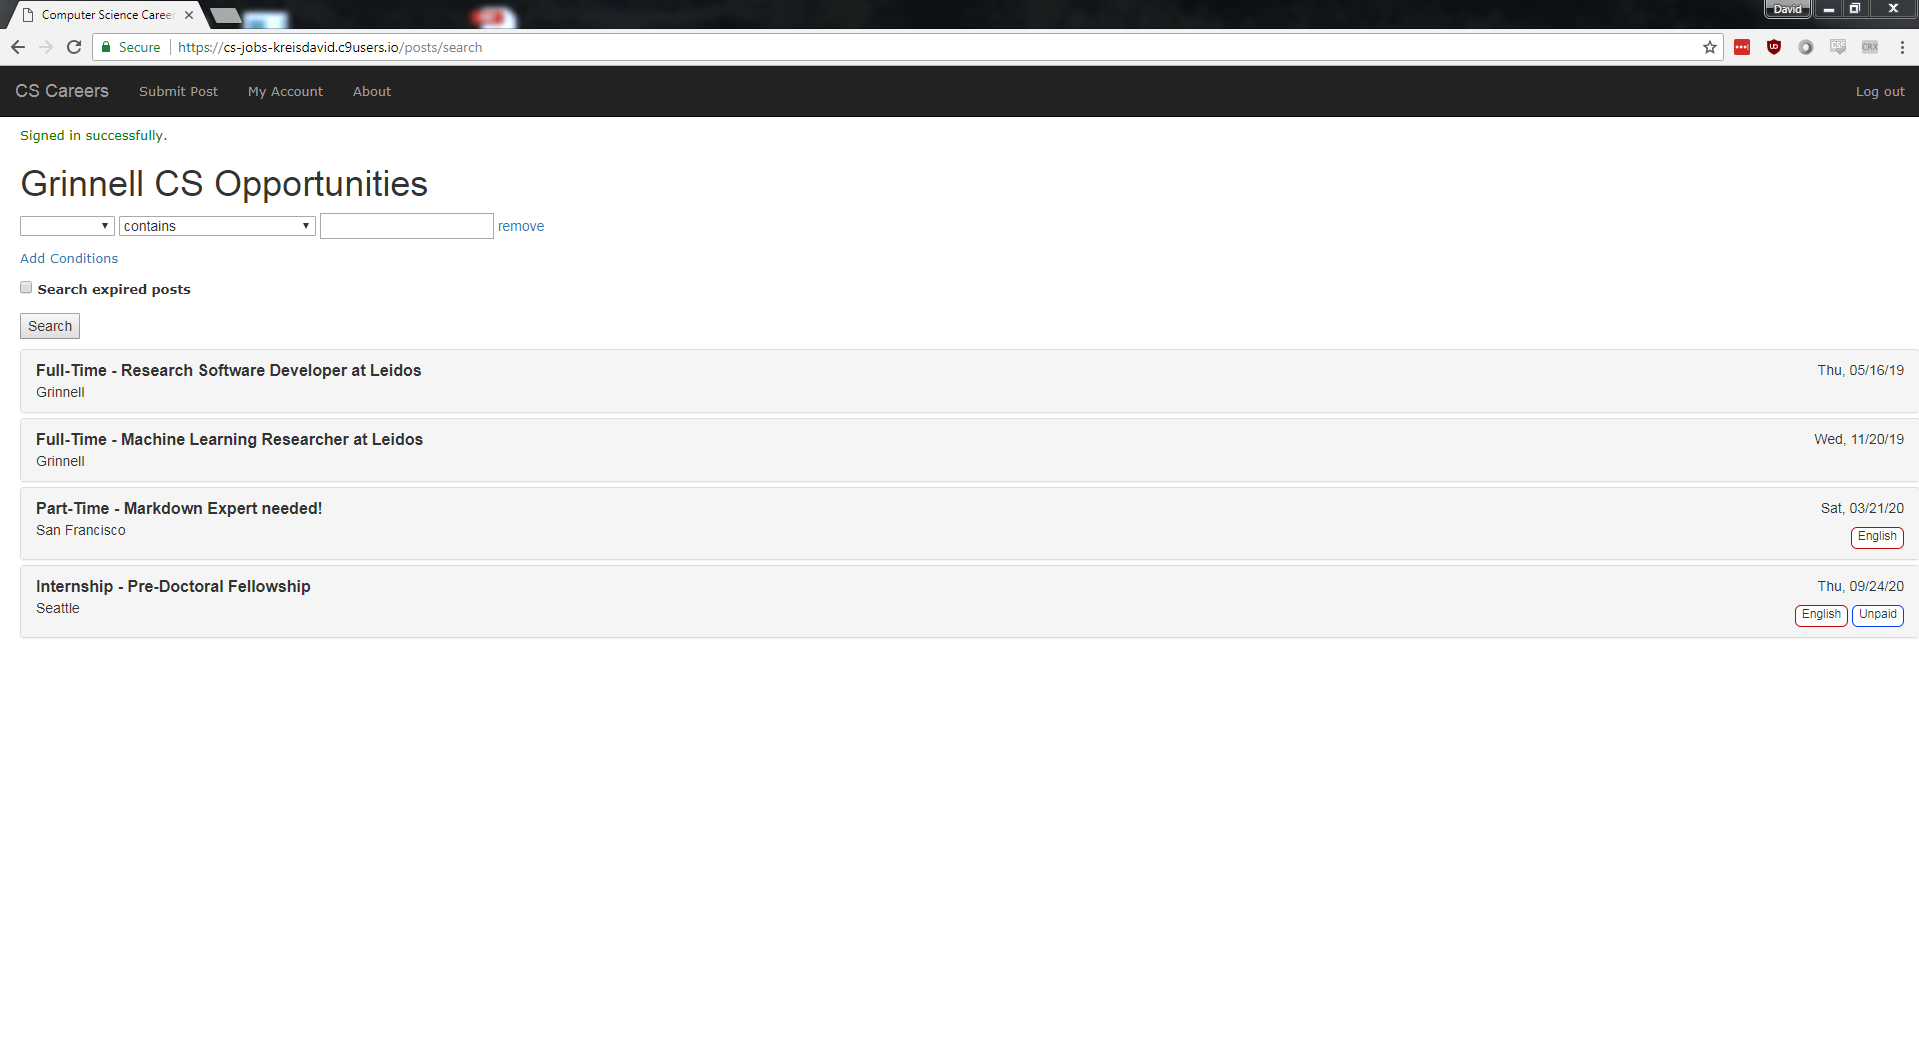 Computer Science Career
David
Secure https://cs-jobs-kreisdavid.c9users.io/posts/search
CSS
CRX
CS Careers Submit Post My Account About Log out
Signed in successfully.
Grinnell CS Opportunities
contains remove
Add Conditions
Search expired posts
Search
Full-Time - Research Software Developer at Leidos Thu, 05/16/19
Grinnell
Full-Time - Machine Learning Researcher at Leidos Wed, 11/20/19
Grinnell
Part-Time - Markdown Expert needed! Sat, 03/21/20
San Francisco
English
Internship - Pre-Doctoral Fellowship Thu, 09/24/20
Seattle
English Unpaid